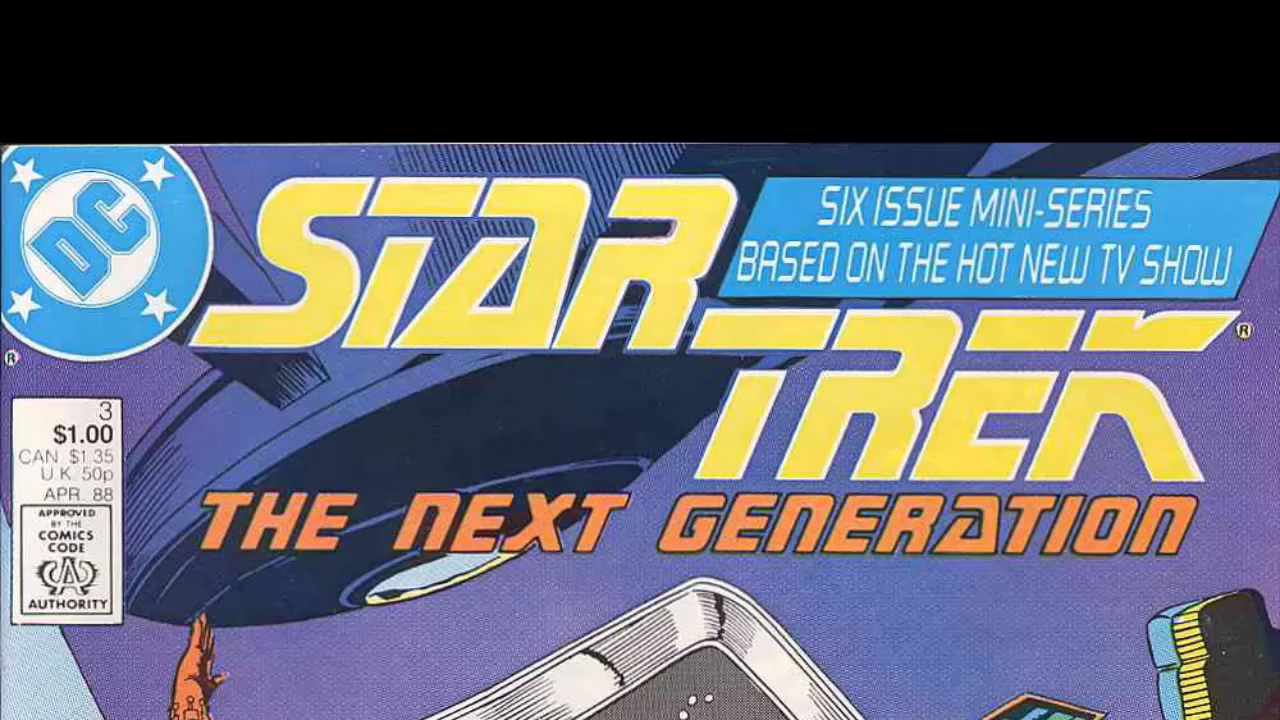 DC
STAR
TREK
®
®
SIX ISSUE MINI-SERIES
BASED ON THE HOT NEW TV SHOW
THE NEXT GENERATION
3
$1.00
CAN $1.35
U.K. 50p
APR. 88
APPROVED
BY THE
COMICS
CODE
CA
AUTHORITY